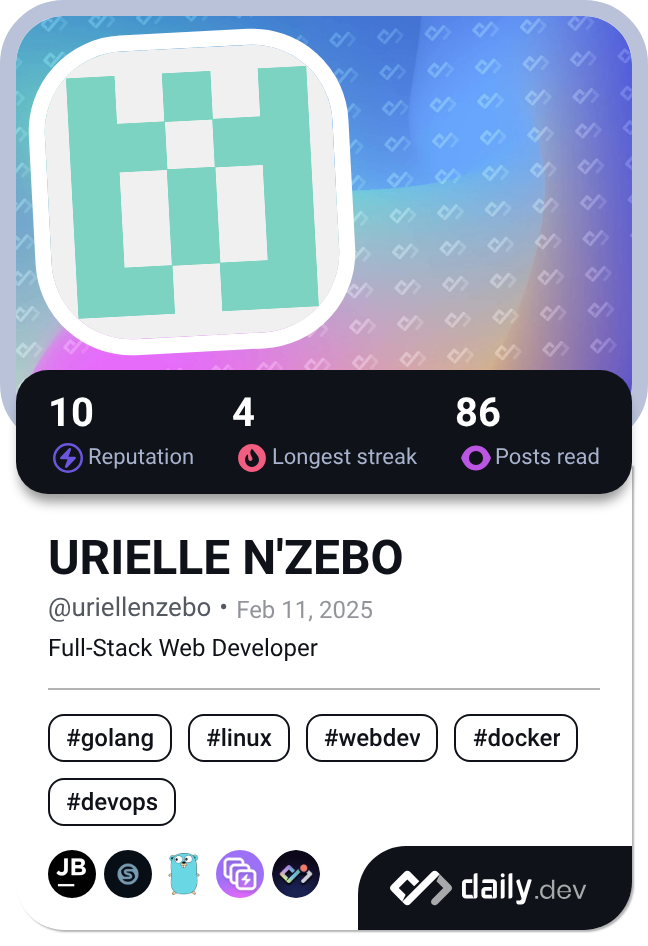 10 4 86
Reputation Longest streak Posts read
URIELLE N'ZEBO
@uriellenzebo • Feb 11, 2025
Full-Stack Web Developer
#golang #linux #webdev #docker
#devops
JB
daily.dev